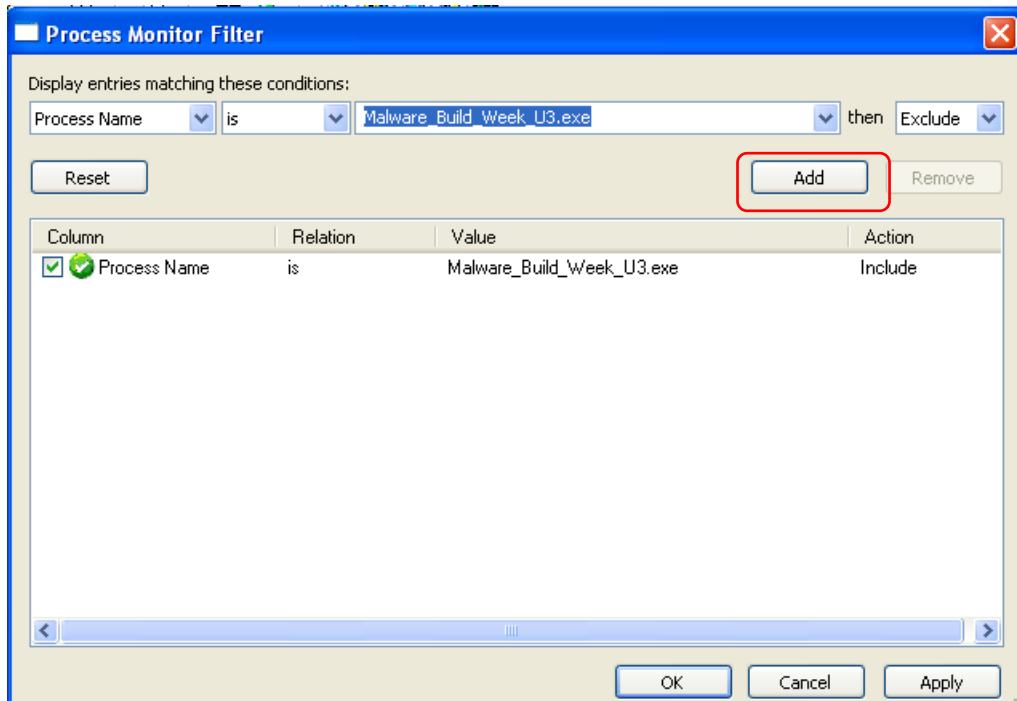 Process Monitor Filter
Display entries matching these conditions:
Process Name is Malware_Build_Week_U3.exe then Exclude
Reset Add Remove
Column Relation Value Action
Process Name is Malware_Build_Week_U3.exe Include
OK Cancel Apply